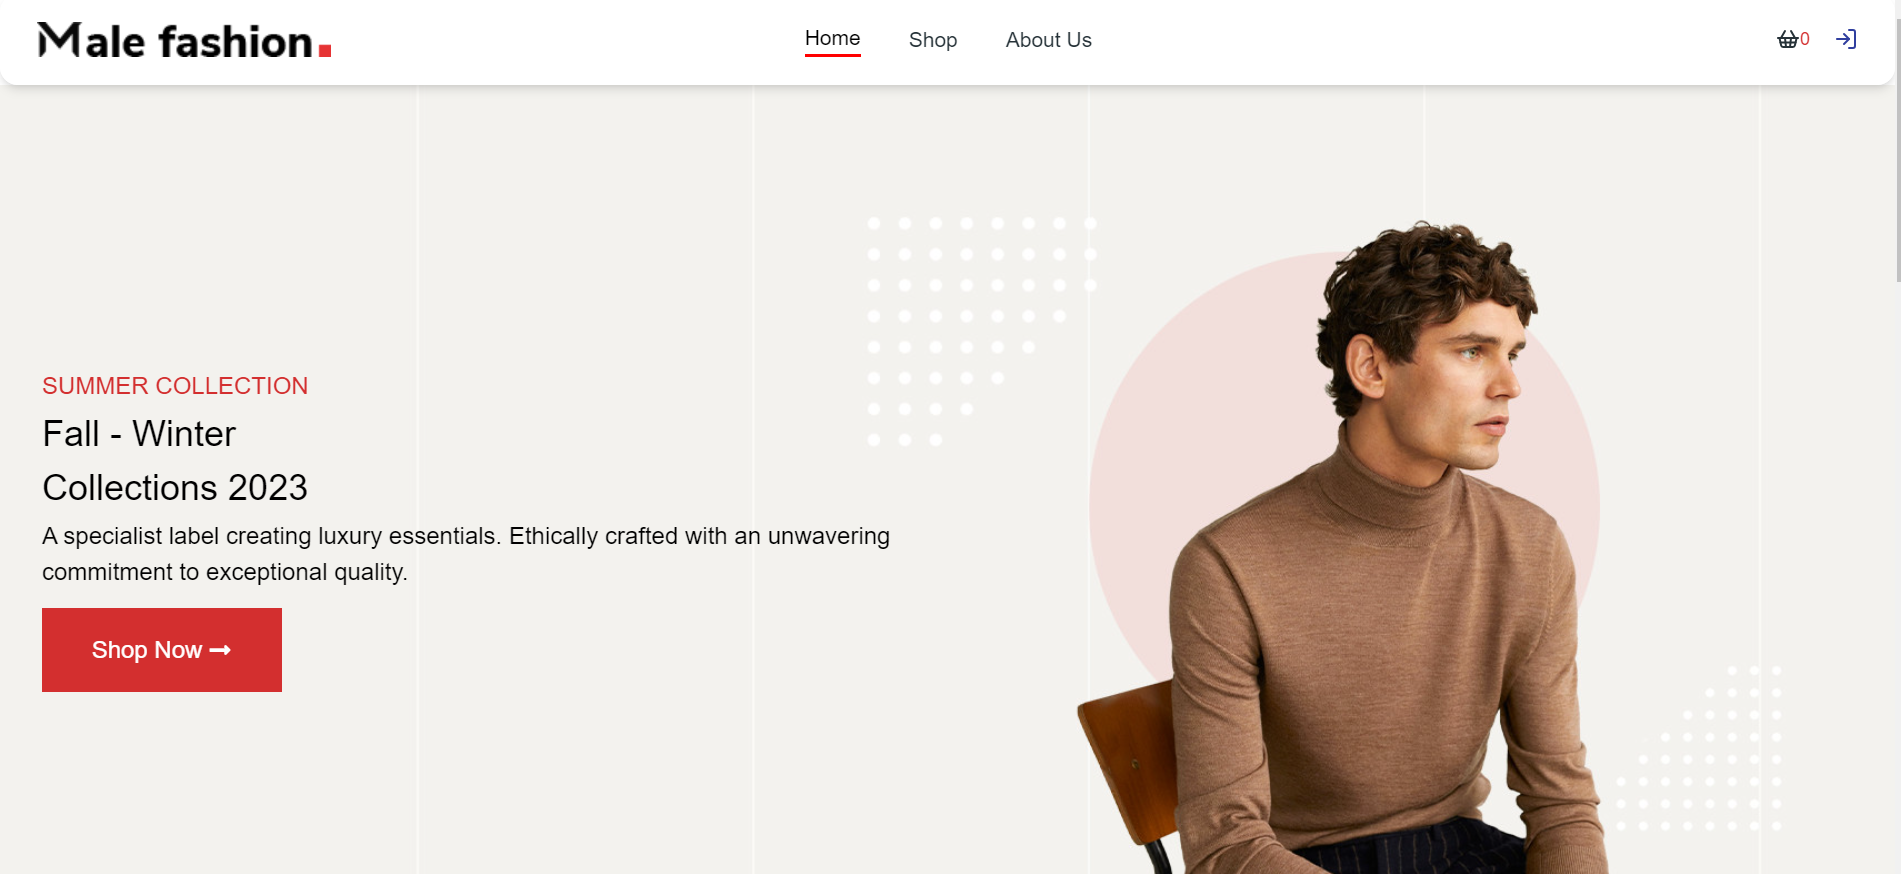 Male fashion.
Home
Shop
About Us
0
SUMMER COLLECTION
Fall - Winter
Collections 2023
A specialist label creating luxury essentials. Ethically crafted with an unwavering
commitment to exceptional quality.
Shop Now